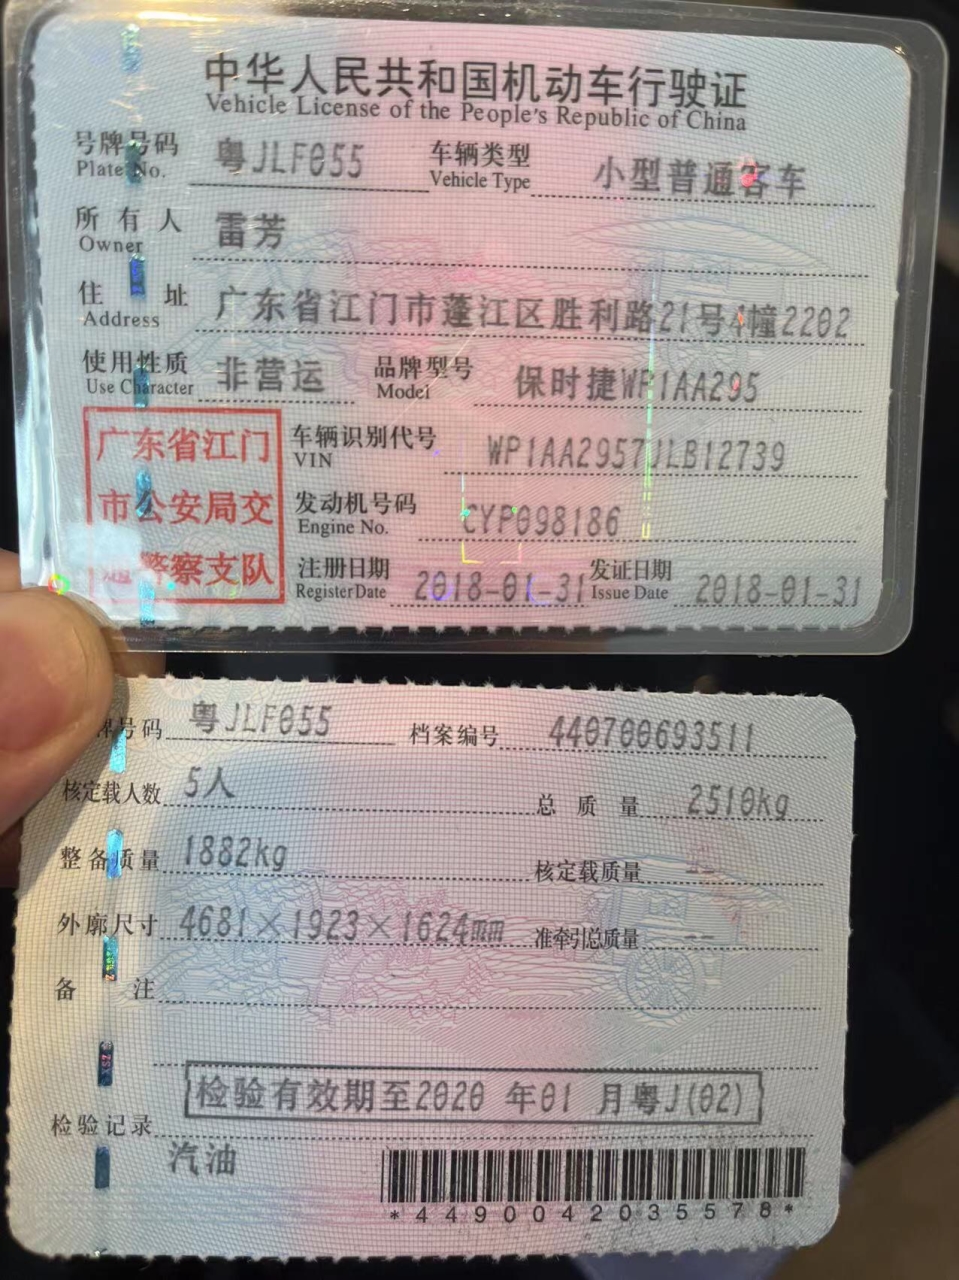 中华人民共和国机动车行驶证
Vehicle License of the People's Republic of China
号牌号码 粤JLF055 车辆类型 小型普通客车
Plate No. Vehicle Type
所有人 雷芳
Owner
住址 广东省江门市蓬江区胜利路21号4幢2202
Address
使用性质 非营运 品牌型号 保时捷WP1AA295
Use Character Model
广东省江门
市公安局交
通警察支队
车辆识别代号 WP1AA2957JLB12739
VIN
发动机号码 CYP098186
Engine No.
注册日期 2018-01-31 发证日期 2018-01-31
Register Date Issue Date
牌号码 粤JLF055 档案编号 440700693511
核定载人数 5人 总质量 2510kg
整备质量 1882kg 核定载质量 --
外廓尺寸 4681×1923×1624mm 准牵引总质量 --
备注
检验有效期至2020 年01 月粤J(02)
检验记录
汽油
*4490042035578*